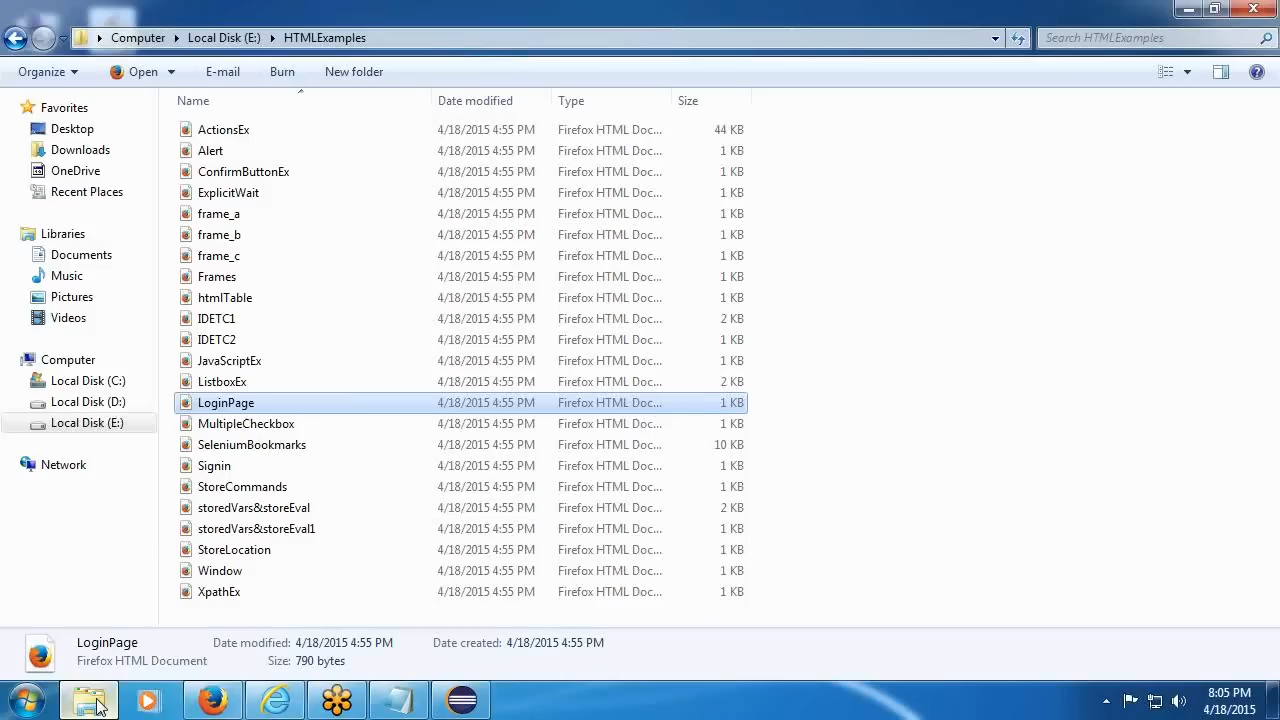 Computer Local Disk (E:) HTMLExamples Search HTMLExamples
Organize Open E-mail Burn New folder
Name Date modified Type Size
Favorites
Desktop
Downloads
OneDrive
Recent Places
Libraries
Documents
Music
Pictures
Videos
Computer
Local Disk (C:)
Local Disk (D:)
Local Disk (E:)
Network
ActionsEx 4/18/2015 4:55 PM Firefox HTML Doc... 44 KB
Alert 4/18/2015 4:55 PM Firefox HTML Doc... 1 KB
ConfirmButtonEx 4/18/2015 4:55 PM Firefox HTML Doc... 1 KB
ExplicitWait 4/18/2015 4:55 PM Firefox HTML Doc... 1 KB
frame_a 4/18/2015 4:55 PM Firefox HTML Doc... 1 KB
frame_b 4/18/2015 4:55 PM Firefox HTML Doc... 1 KB
frame_c 4/18/2015 4:55 PM Firefox HTML Doc... 1 KB
Frames 4/18/2015 4:55 PM Firefox HTML Doc... 1 KB
htmlTable 4/18/2015 4:55 PM Firefox HTML Doc... 1 KB
IDETC1 4/18/2015 4:55 PM Firefox HTML Doc... 2 KB
IDETC2 4/18/2015 4:55 PM Firefox HTML Doc... 1 KB
JavaScriptEx 4/18/2015 4:55 PM Firefox HTML Doc... 1 KB
ListboxEx 4/18/2015 4:55 PM Firefox HTML Doc... 2 KB
LoginPage 4/18/2015 4:55 PM Firefox HTML Doc... 1 KB
MultipleCheckbox 4/18/2015 4:55 PM Firefox HTML Doc... 1 KB
SeleniumBookmarks 4/18/2015 4:55 PM Firefox HTML Doc... 10 KB
Signin 4/18/2015 4:55 PM Firefox HTML Doc... 1 KB
StoreCommands 4/18/2015 4:55 PM Firefox HTML Doc... 1 KB
storedVars&storeEval 4/18/2015 4:55 PM Firefox HTML Doc... 2 KB
storedVars&storeEval1 4/18/2015 4:55 PM Firefox HTML Doc... 1 KB
StoreLocation 4/18/2015 4:55 PM Firefox HTML Doc... 1 KB
Window 4/18/2015 4:55 PM Firefox HTML Doc... 1 KB
XpathEx 4/18/2015 4:55 PM Firefox HTML Doc... 1 KB
LoginPage Date modified: 4/18/2015 4:55 PM Date created: 4/18/2015 4:55 PM
Firefox HTML Document Size: 790 bytes
8:05 PM
4/18/2015